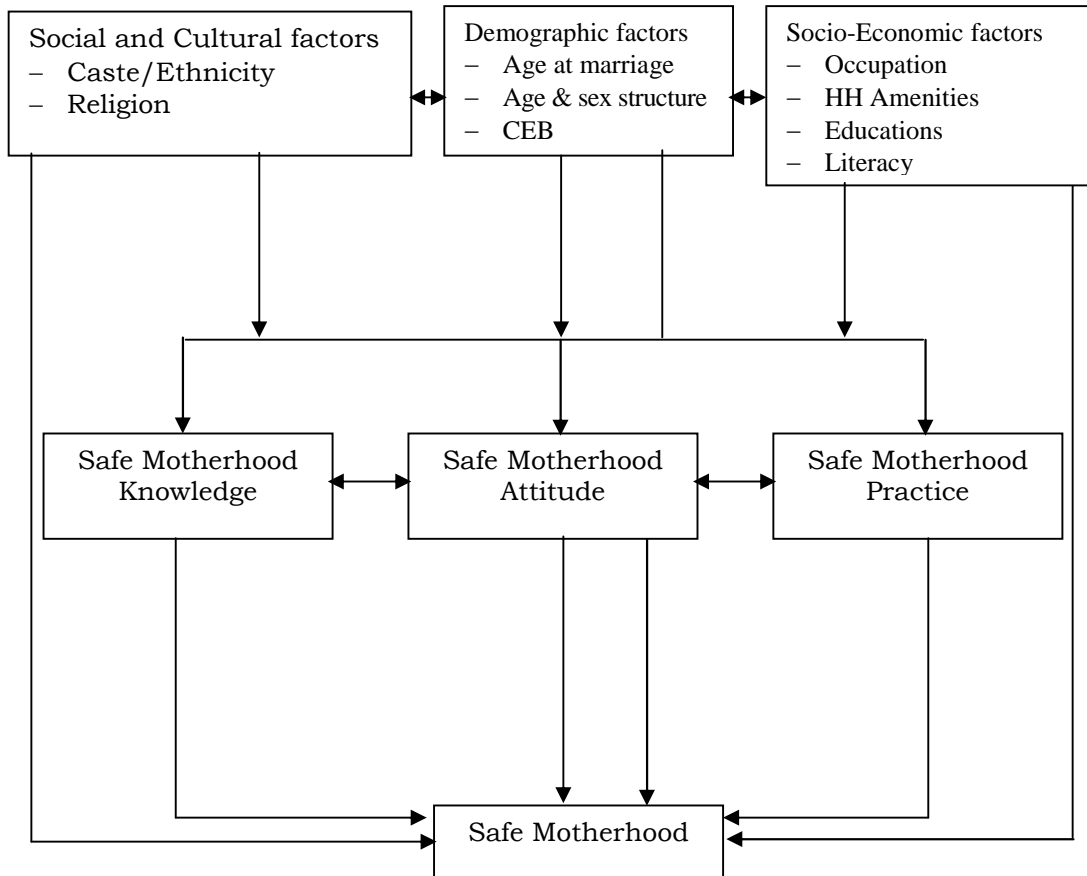 Social and Cultural factors
– Caste/Ethnicity
– Religion
Demographic factors
– Age at marriage
– Age & sex structure
– CEB
Socio-Economic factors
– Occupation
– HH Amenities
– Educations
– Literacy
Safe Motherhood
Knowledge
Safe Motherhood
Attitude
Safe Motherhood
Practice
Safe Motherhood